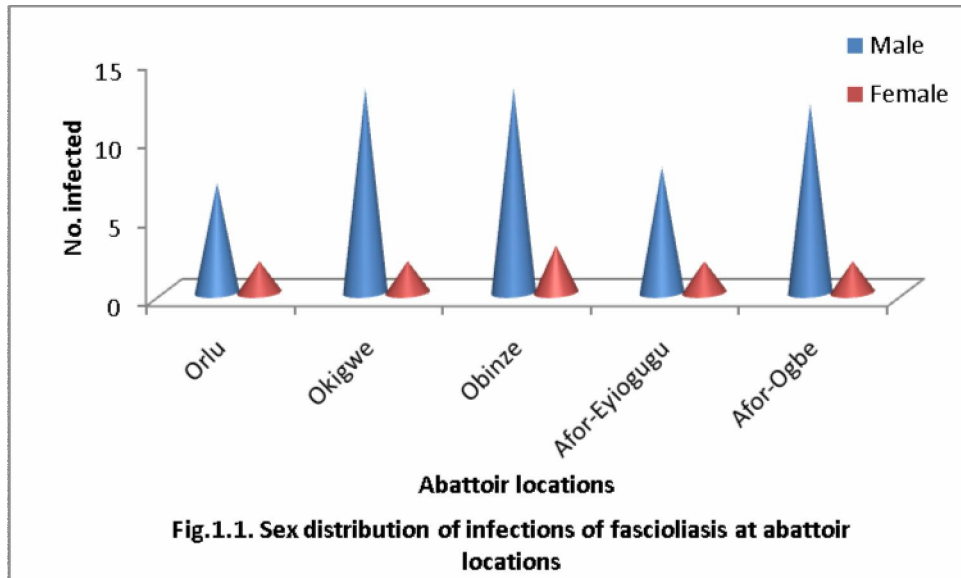 Male
Female
15
10
5
0
No. infected
Orlu
Okigwe
Obinze
Afor-Eyiogugu
Afor-Ogbe
Abattoir locations
Fig.1.1. Sex distribution of infections of fascioliasis at abattoir
locations